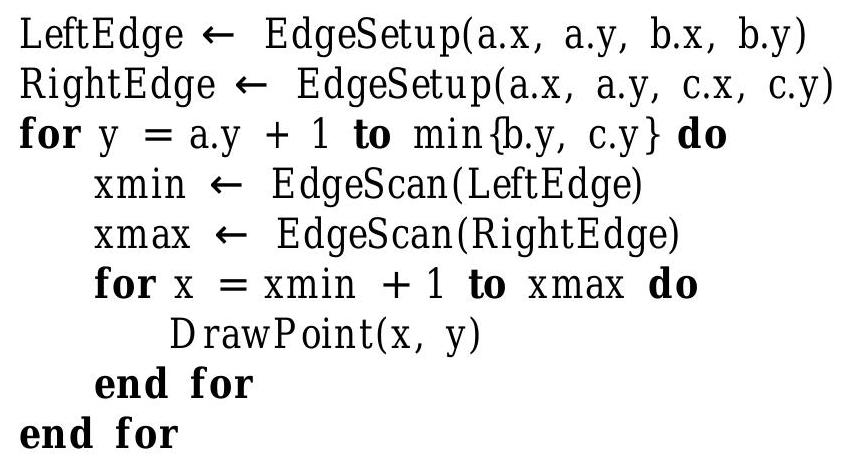 LeftEdge ← EdgeSetup(a.x, a.y, b.x, b.y)
RightEdge ← EdgeSetup(a.x, a.y, c.x, c.y)
for y = a.y + 1 to min{b.y, c.y} do
xmin ← EdgeScan(LeftEdge)
xmax ← EdgeScan(RightEdge)
for x = xmin + 1 to xmax do
DrawPoint(x, y)
end for
end for